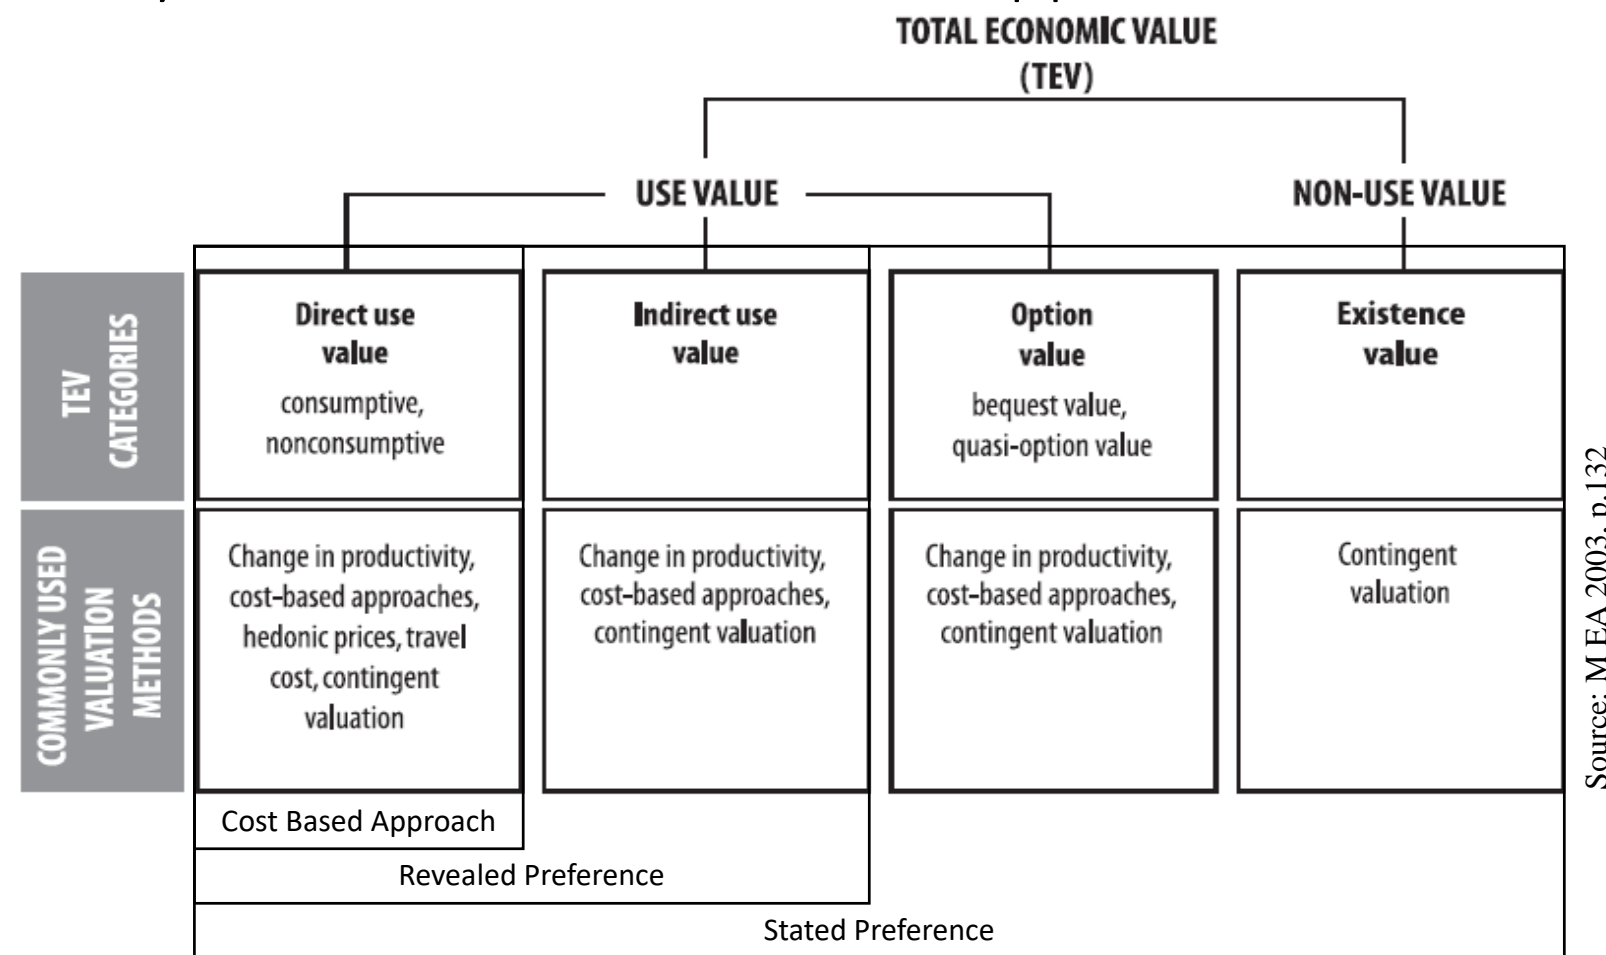 TOTAL ECONOMIC VALUE
(TEV)
USE VALUE
NON-USE VALUE
TEV
CATEGORIES
Direct use
value
consumptive,
nonconsumptive
Indirect use
value
Option
value
bequest value,
quasi-option value
Existence
value
COMMONLY USED
VALUATION
METHODS
Change in productivity,
cost-based approaches,
hedonic prices, travel
cost, contingent
valuation
Change in productivity,
cost-based approaches,
contingent valuation
Change in productivity,
cost-based approaches,
contingent valuation
Contingent
valuation
Cost Based Approach
Revealed Preference
Stated Preference
Source: M EA 2003, p.132